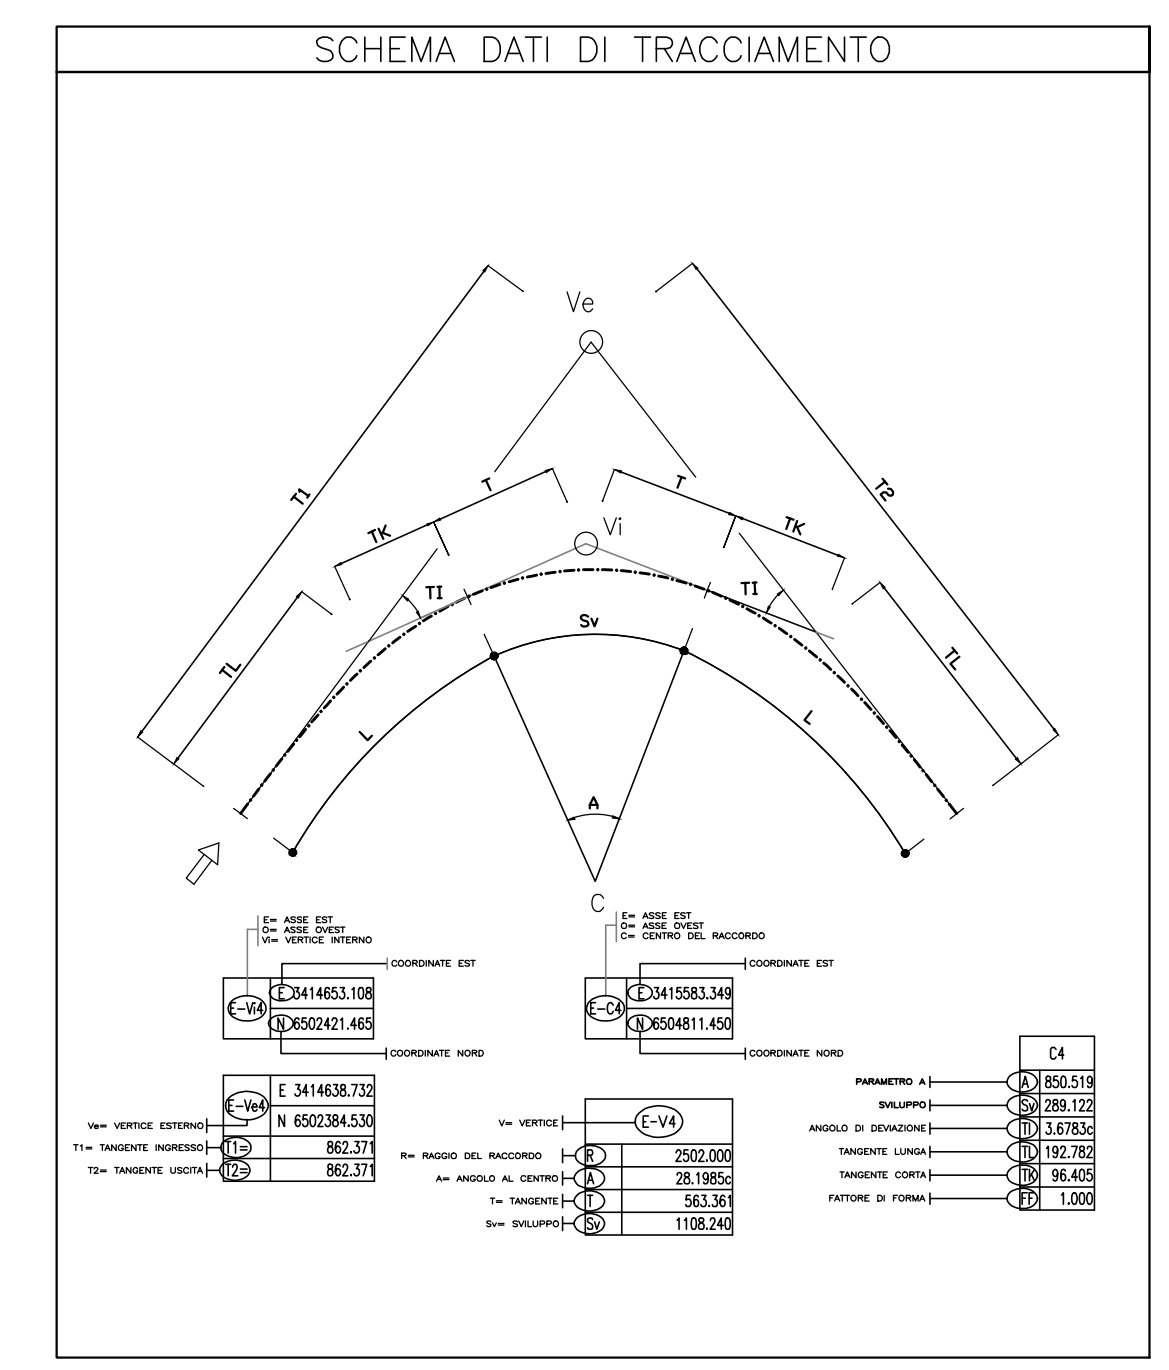 SCHEMA DATI DI TRACCIAMENTO
Ve
T1
T2
T
T
TK
TK
Vi
TI
TI
Sv
TL
TL
L
L
A
C
E= ASSE EST
O= ASSE OVEST
Vi= VERTICE INTERNO
COORDINATE EST
E-Vi4
E 3414653.108
N 6502421.465
COORDINATE NORD
E= ASSE EST
O= ASSE OVEST
C= CENTRO DEL RACCORDO
COORDINATE EST
E-C4
E 3415583.349
N 6504811.450
COORDINATE NORD
E-Ve4
E 3414638.732
N 6502384.530
Ve= VERTICE ESTERNO
T1= TANGENTE INGRESSO T1= 862.371
T2= TANGENTE USCITA T2= 862.371
V= VERTICE E-V4
R= RAGGIO DEL RACCORDO R 2502.000
A= ANGOLO AL CENTRO A 28.1985c
T= TANGENTE T 563.361
Sv= SVILUPPO Sv 1108.240
C4
PARAMETRO A A 850.519
SVILUPPO Sv 289.122
ANGOLO DI DEVIAZIONE TI 3.6783c
TANGENTE LUNGA TL 192.782
TANGENTE CORTA TK 96.405
FATTORE DI FORMA FF 1.000